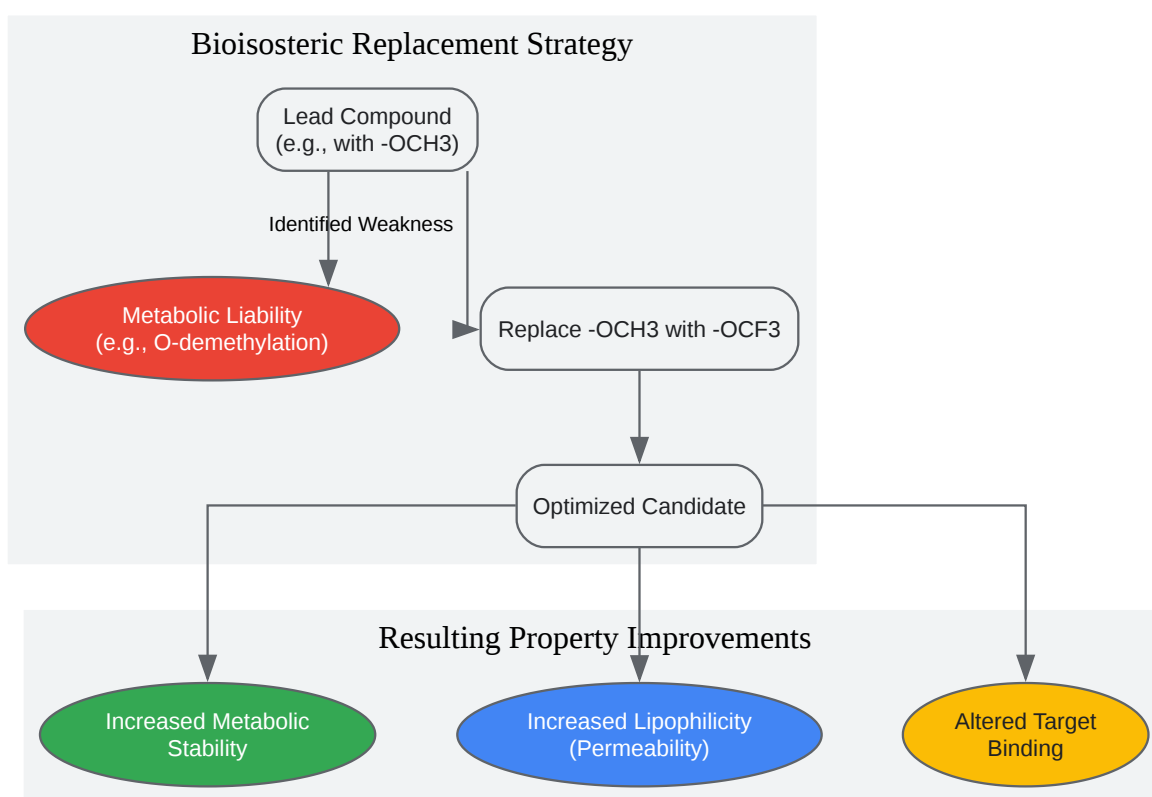 Bioisosteric Replacement Strategy
Lead Compound
(e.g., with -OCH3)
Identified Weakness
Metabolic Liability
(e.g., O-demethylation)
Replace -OCH3 with -OCF3
Optimized Candidate
Resulting Property Improvements
Increased Metabolic
Stability
Increased Lipophilicity
(Permeability)
Altered Target
Binding